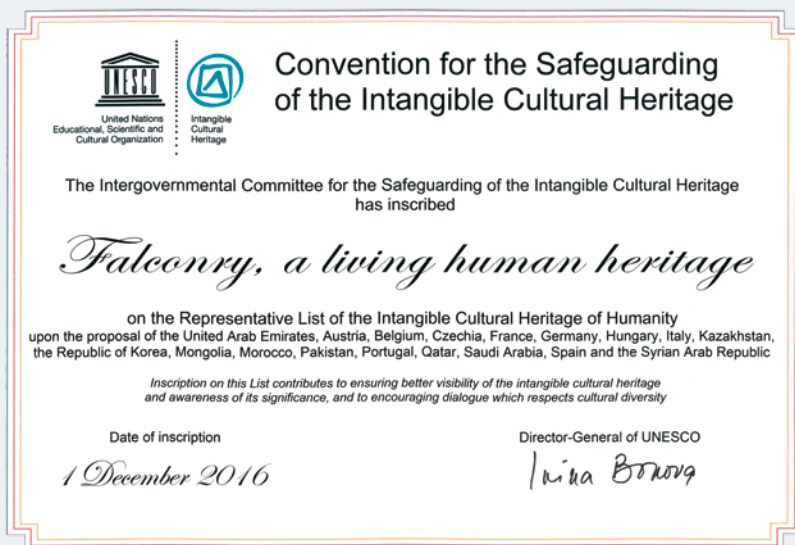 UNESCO
United Nations
Educational, Scientific and
Cultural Organization
Intangible
Cultural
Heritage
Convention for the Safeguarding
of the Intangible Cultural Heritage
The Intergovernmental Committee for the Safeguarding of the Intangible Cultural Heritage
has inscribed
Falconry, a living human heritage
on the Representative List of the Intangible Cultural Heritage of Humanity
upon the proposal of the United Arab Emirates, Austria, Belgium, Czechia, France, Germany, Hungary, Italy, Kazakhstan,
the Republic of Korea, Mongolia, Morocco, Pakistan, Portugal, Qatar, Saudi Arabia, Spain and the Syrian Arab Republic
Inscription on this List contributes to ensuring better visibility of the intangible cultural heritage
and awareness of its significance, and to encouraging dialogue which respects cultural diversity
Date of inscription
1 December 2016
Director-General of UNESCO
Irina Bokova